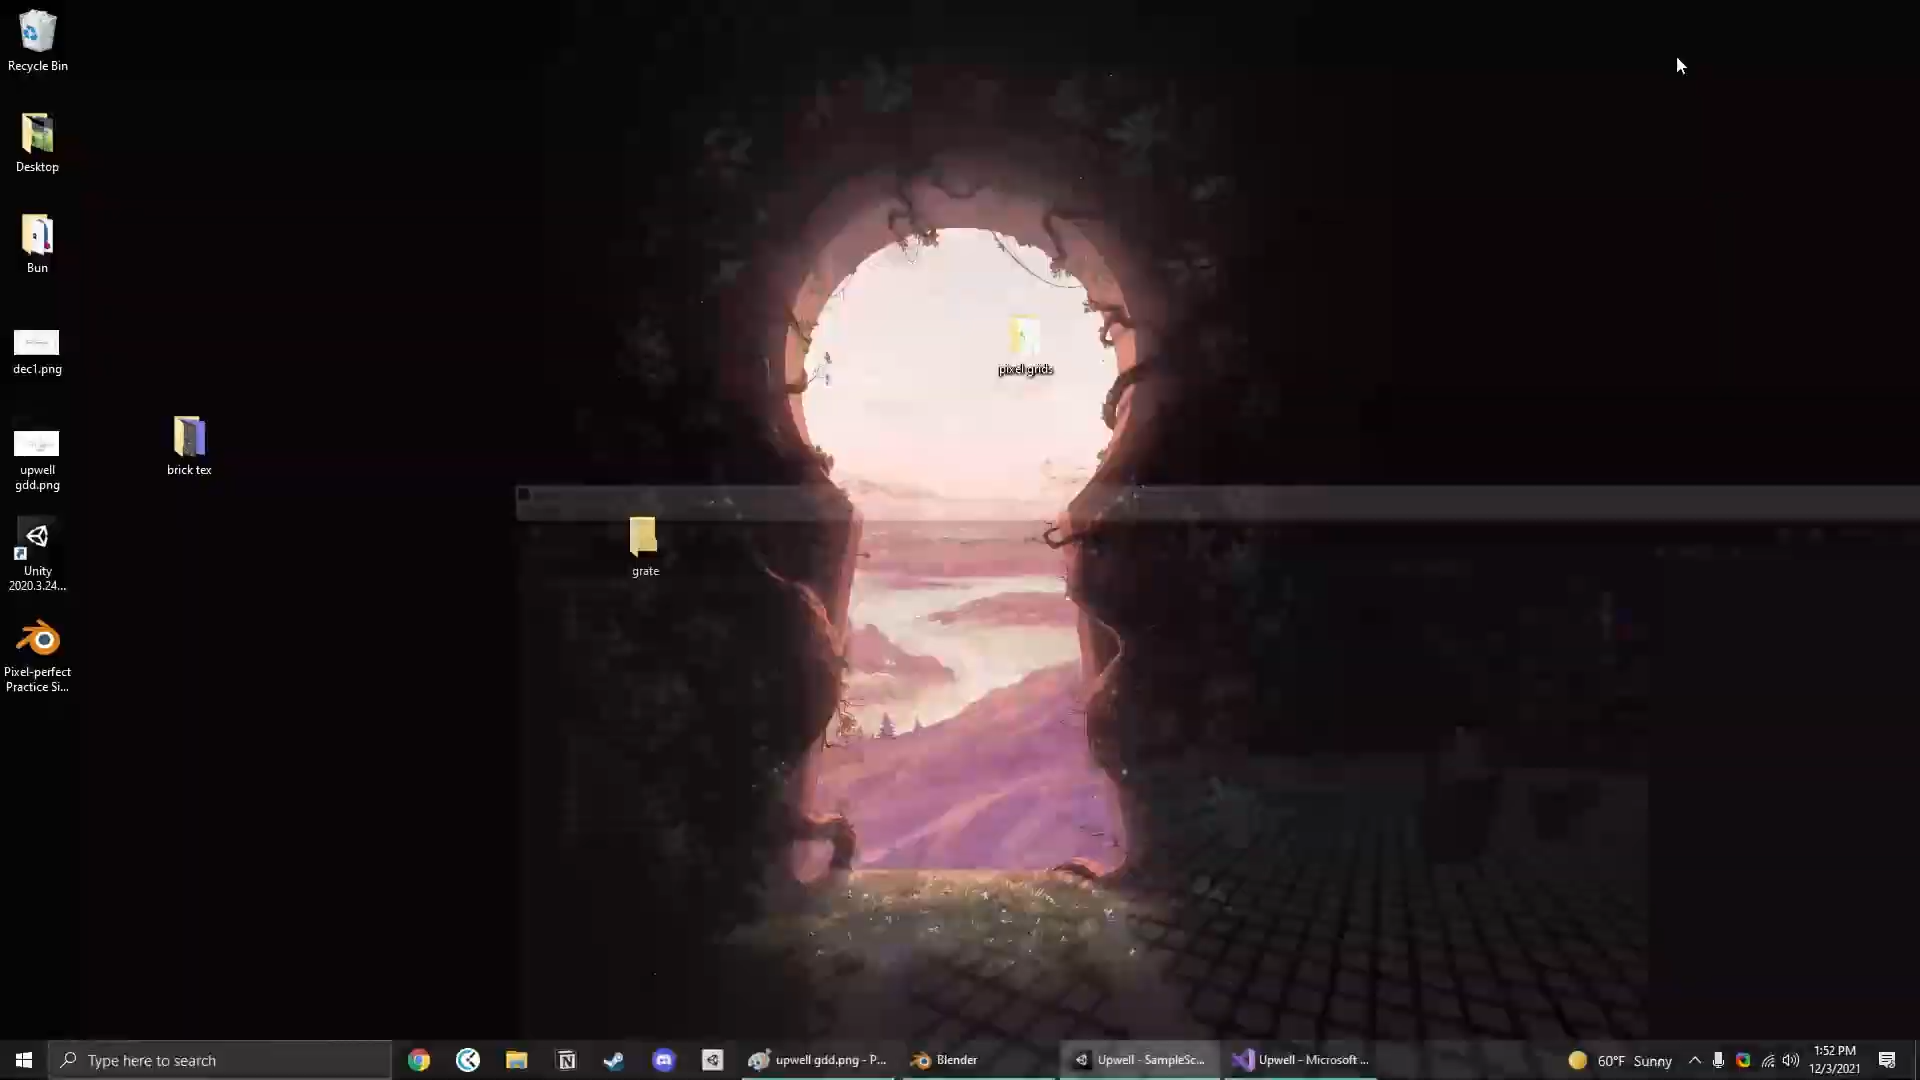 Recycle Bin
Desktop
Bun
dec1.png
upwell
gdd.png
Unity
2020.3.24...
Pixel-perfect
Practice Si...
brick tex
pixel grids
grate
Type here to search
upwell gdd.png - P...
Blender
Upwell - SampleSc...
Upwell - Microsoft ...
60°F Sunny
1:52 PM
12/3/2021